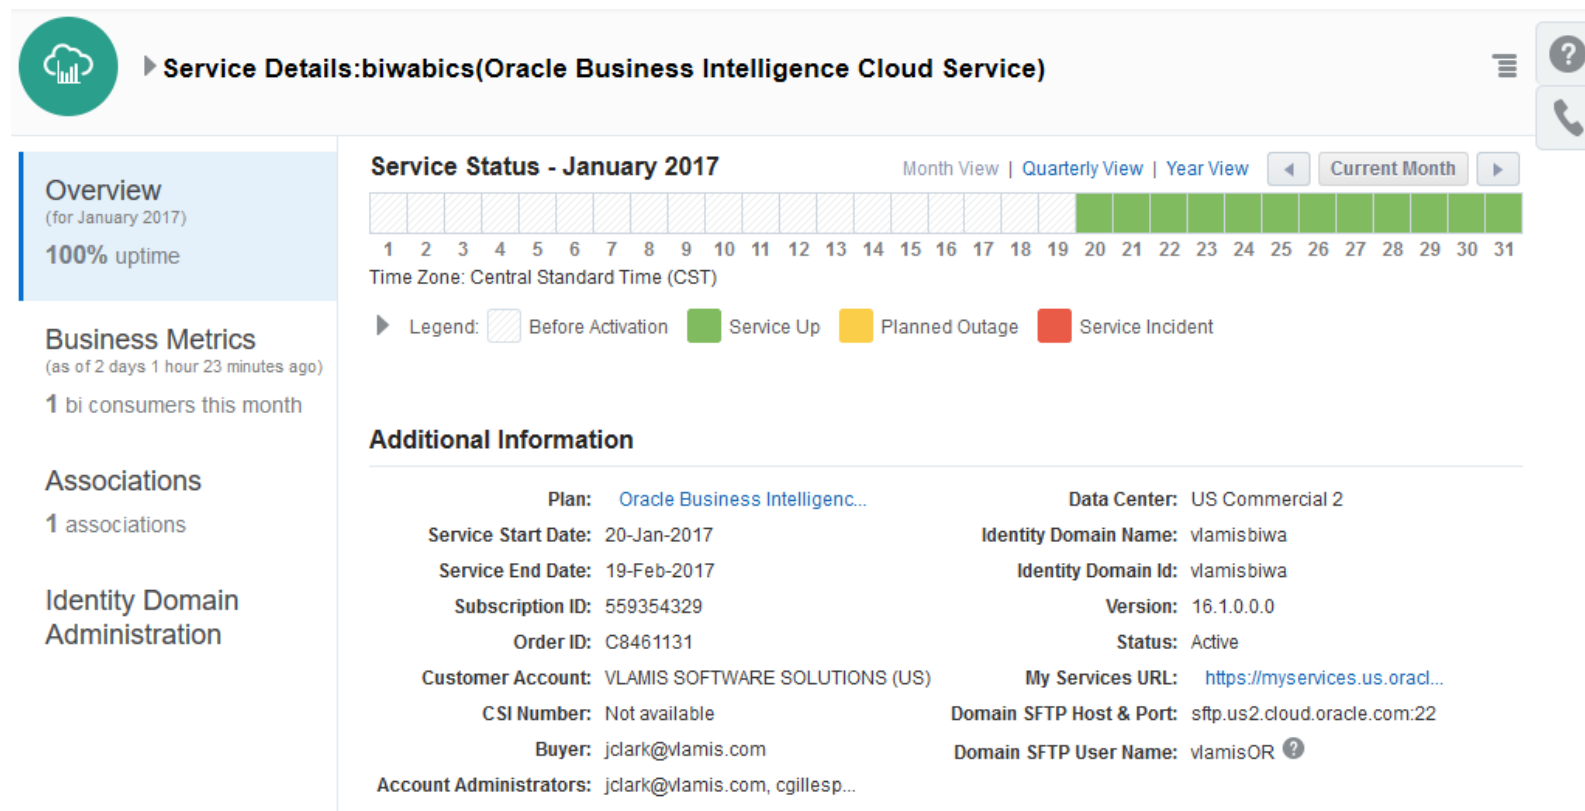 Service Details:biwabics(Oracle Business Intelligence Cloud Service)
Overview
(for January 2017)
100% uptime
Business Metrics
(as of 2 days 1 hour 23 minutes ago)
1 bi consumers this month
Associations
1 associations
Identity Domain
Administration
Service Status - January 2017
Month View | Quarterly View | Year View
Current Month
1 2 3 4 5 6 7 8 9 10 11 12 13 14 15 16 17 18 19 20 21 22 23 24 25 26 27 28 29 30 31
Time Zone: Central Standard Time (CST)
Legend: Before Activation Service Up Planned Outage Service Incident
Additional Information
Plan: Oracle Business Intelligenc...
Service Start Date: 20-Jan-2017
Service End Date: 19-Feb-2017
Subscription ID: 559354329
Order ID: C8461131
Customer Account: VLAMIS SOFTWARE SOLUTIONS (US)
CSI Number: Not available
Buyer: jclark@vlamis.com
Account Administrators: jclark@vlamis.com, cgillesp...
Data Center: US Commercial 2
Identity Domain Name: vlamisbiwa
Identity Domain Id: vlamisbiwa
Version: 16.1.0.0.0
Status: Active
My Services URL: https://myservices.us.oracl...
Domain SFTP Host & Port: sftp.us2.cloud.oracle.com:22
Domain SFTP User Name: vlamisOR ?